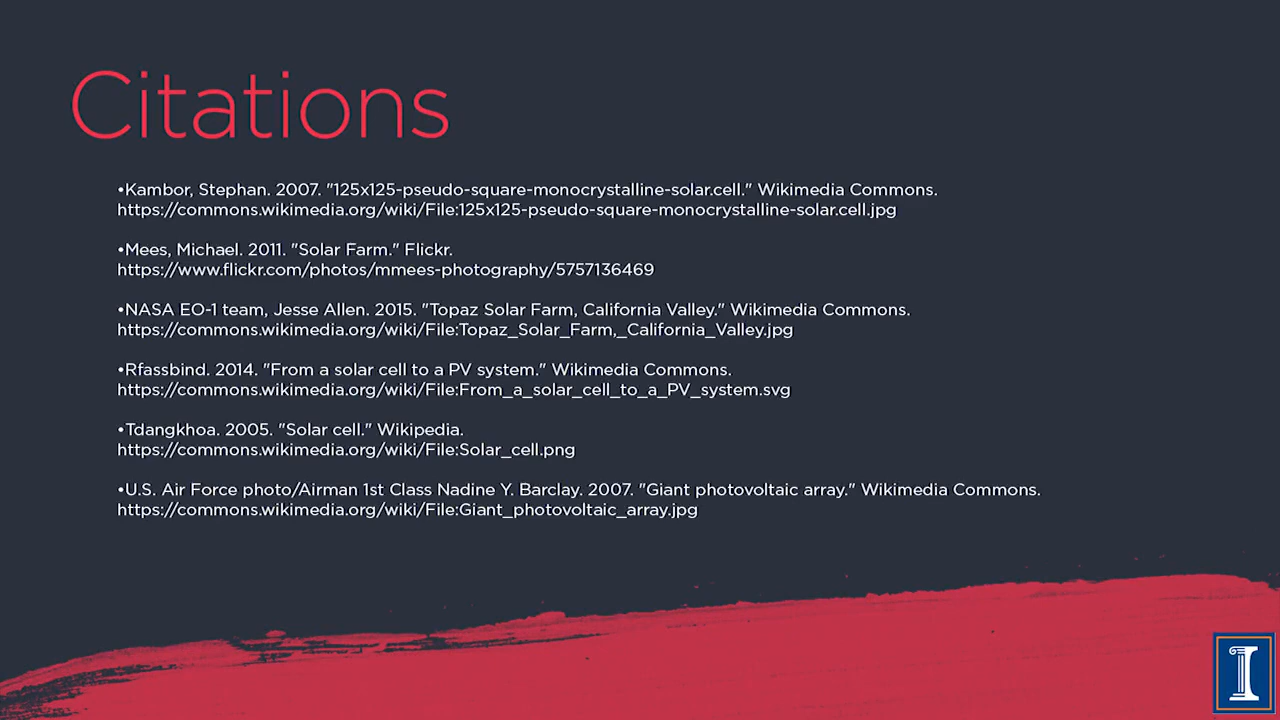 Citations
•Kambor, Stephan. 2007. "125x125-pseudo-square-monocrystalline-solar.cell." Wikimedia Commons.
https://commons.wikimedia.org/wiki/File:125x125-pseudo-square-monocrystalline-solar.cell.jpg
•Mees, Michael. 2011. "Solar Farm." Flickr.
https://www.flickr.com/photos/mmees-photography/5757136469
•NASA EO-1 team, Jesse Allen. 2015. "Topaz Solar Farm, California Valley." Wikimedia Commons.
https://commons.wikimedia.org/wiki/File:Topaz_Solar_Farm,_California_Valley.jpg
•Rfassbind. 2014. "From a solar cell to a PV system." Wikimedia Commons.
https://commons.wikimedia.org/wiki/File:From_a_solar_cell_to_a_PV_system.svg
•Tdangkhoa. 2005. "Solar cell." Wikipedia.
https://commons.wikimedia.org/wiki/File:Solar_cell.png
•U.S. Air Force photo/Airman 1st Class Nadine Y. Barclay. 2007. "Giant photovoltaic array." Wikimedia Commons.
https://commons.wikimedia.org/wiki/File:Giant_photovoltaic_array.jpg
I